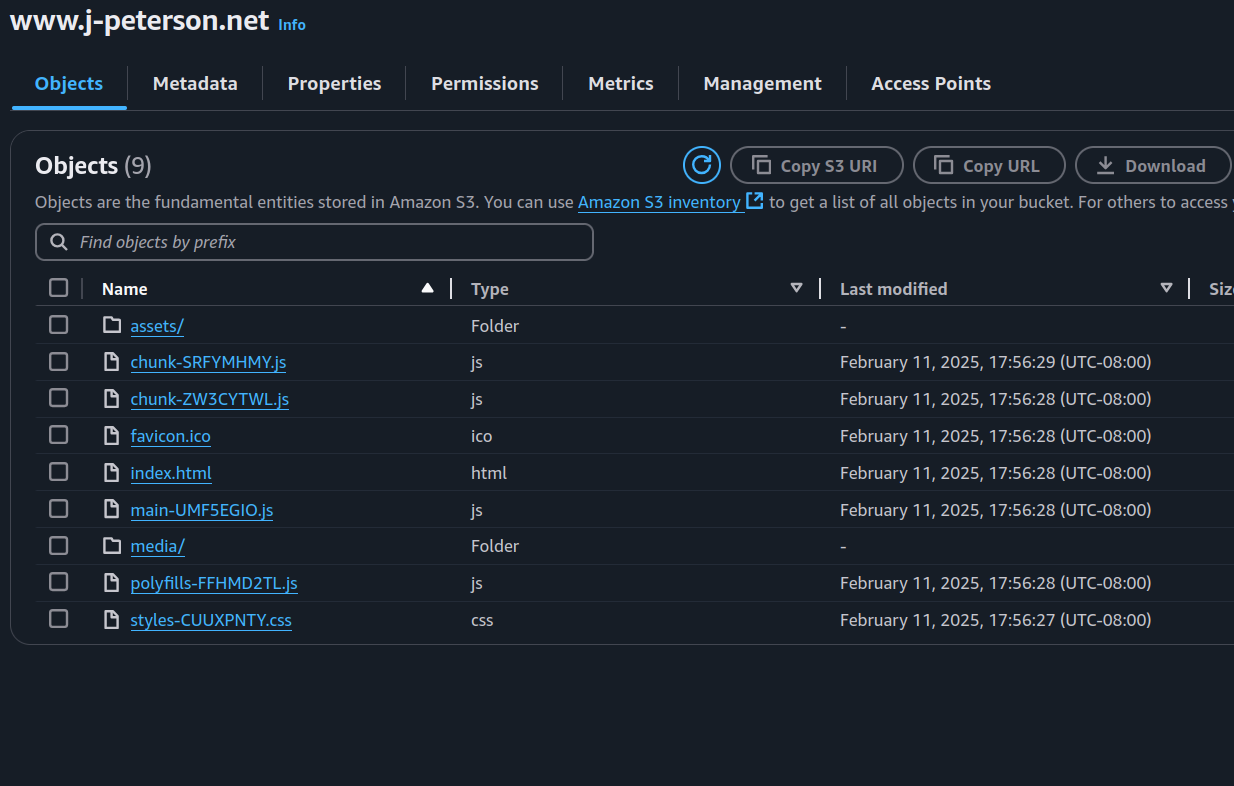 www.j-peterson.net Info
Objects Metadata Properties Permissions Metrics Management Access Points
Objects (9) Copy S3 URI Copy URL Download
Objects are the fundamental entities stored in Amazon S3. You can use Amazon S3 inventory to get a list of all objects in your bucket. For others to access
Find objects by prefix
Name Type Last modified Siz
assets/ Folder -
chunk-SRFYMHMY.js js February 11, 2025, 17:56:29 (UTC-08:00)
chunk-ZW3CYTWL.js js February 11, 2025, 17:56:28 (UTC-08:00)
favicon.ico ico February 11, 2025, 17:56:28 (UTC-08:00)
index.html html February 11, 2025, 17:56:28 (UTC-08:00)
main-UMF5EGIO.js js February 11, 2025, 17:56:28 (UTC-08:00)
media/ Folder -
polyfills-FFHMD2TL.js js February 11, 2025, 17:56:28 (UTC-08:00)
styles-CUUXPNTY.css css February 11, 2025, 17:56:27 (UTC-08:00)